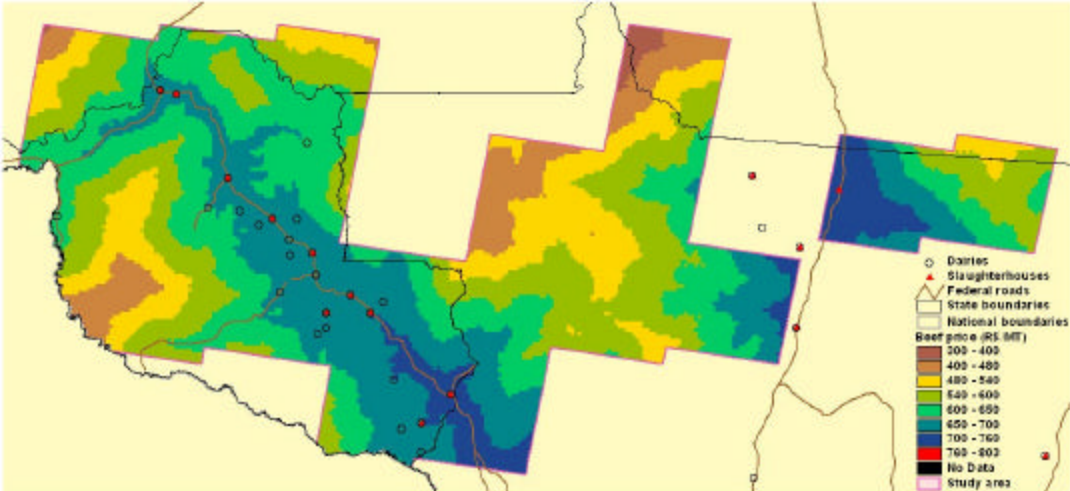 Dairies
Slaughterhouses
Federal roads
State boundaries
National boundaries
Beef price (R$/MT)
300 - 400
400 - 480
480 - 540
540 - 600
600 - 650
650 - 700
700 - 760
760 - 803
No Data
Study area